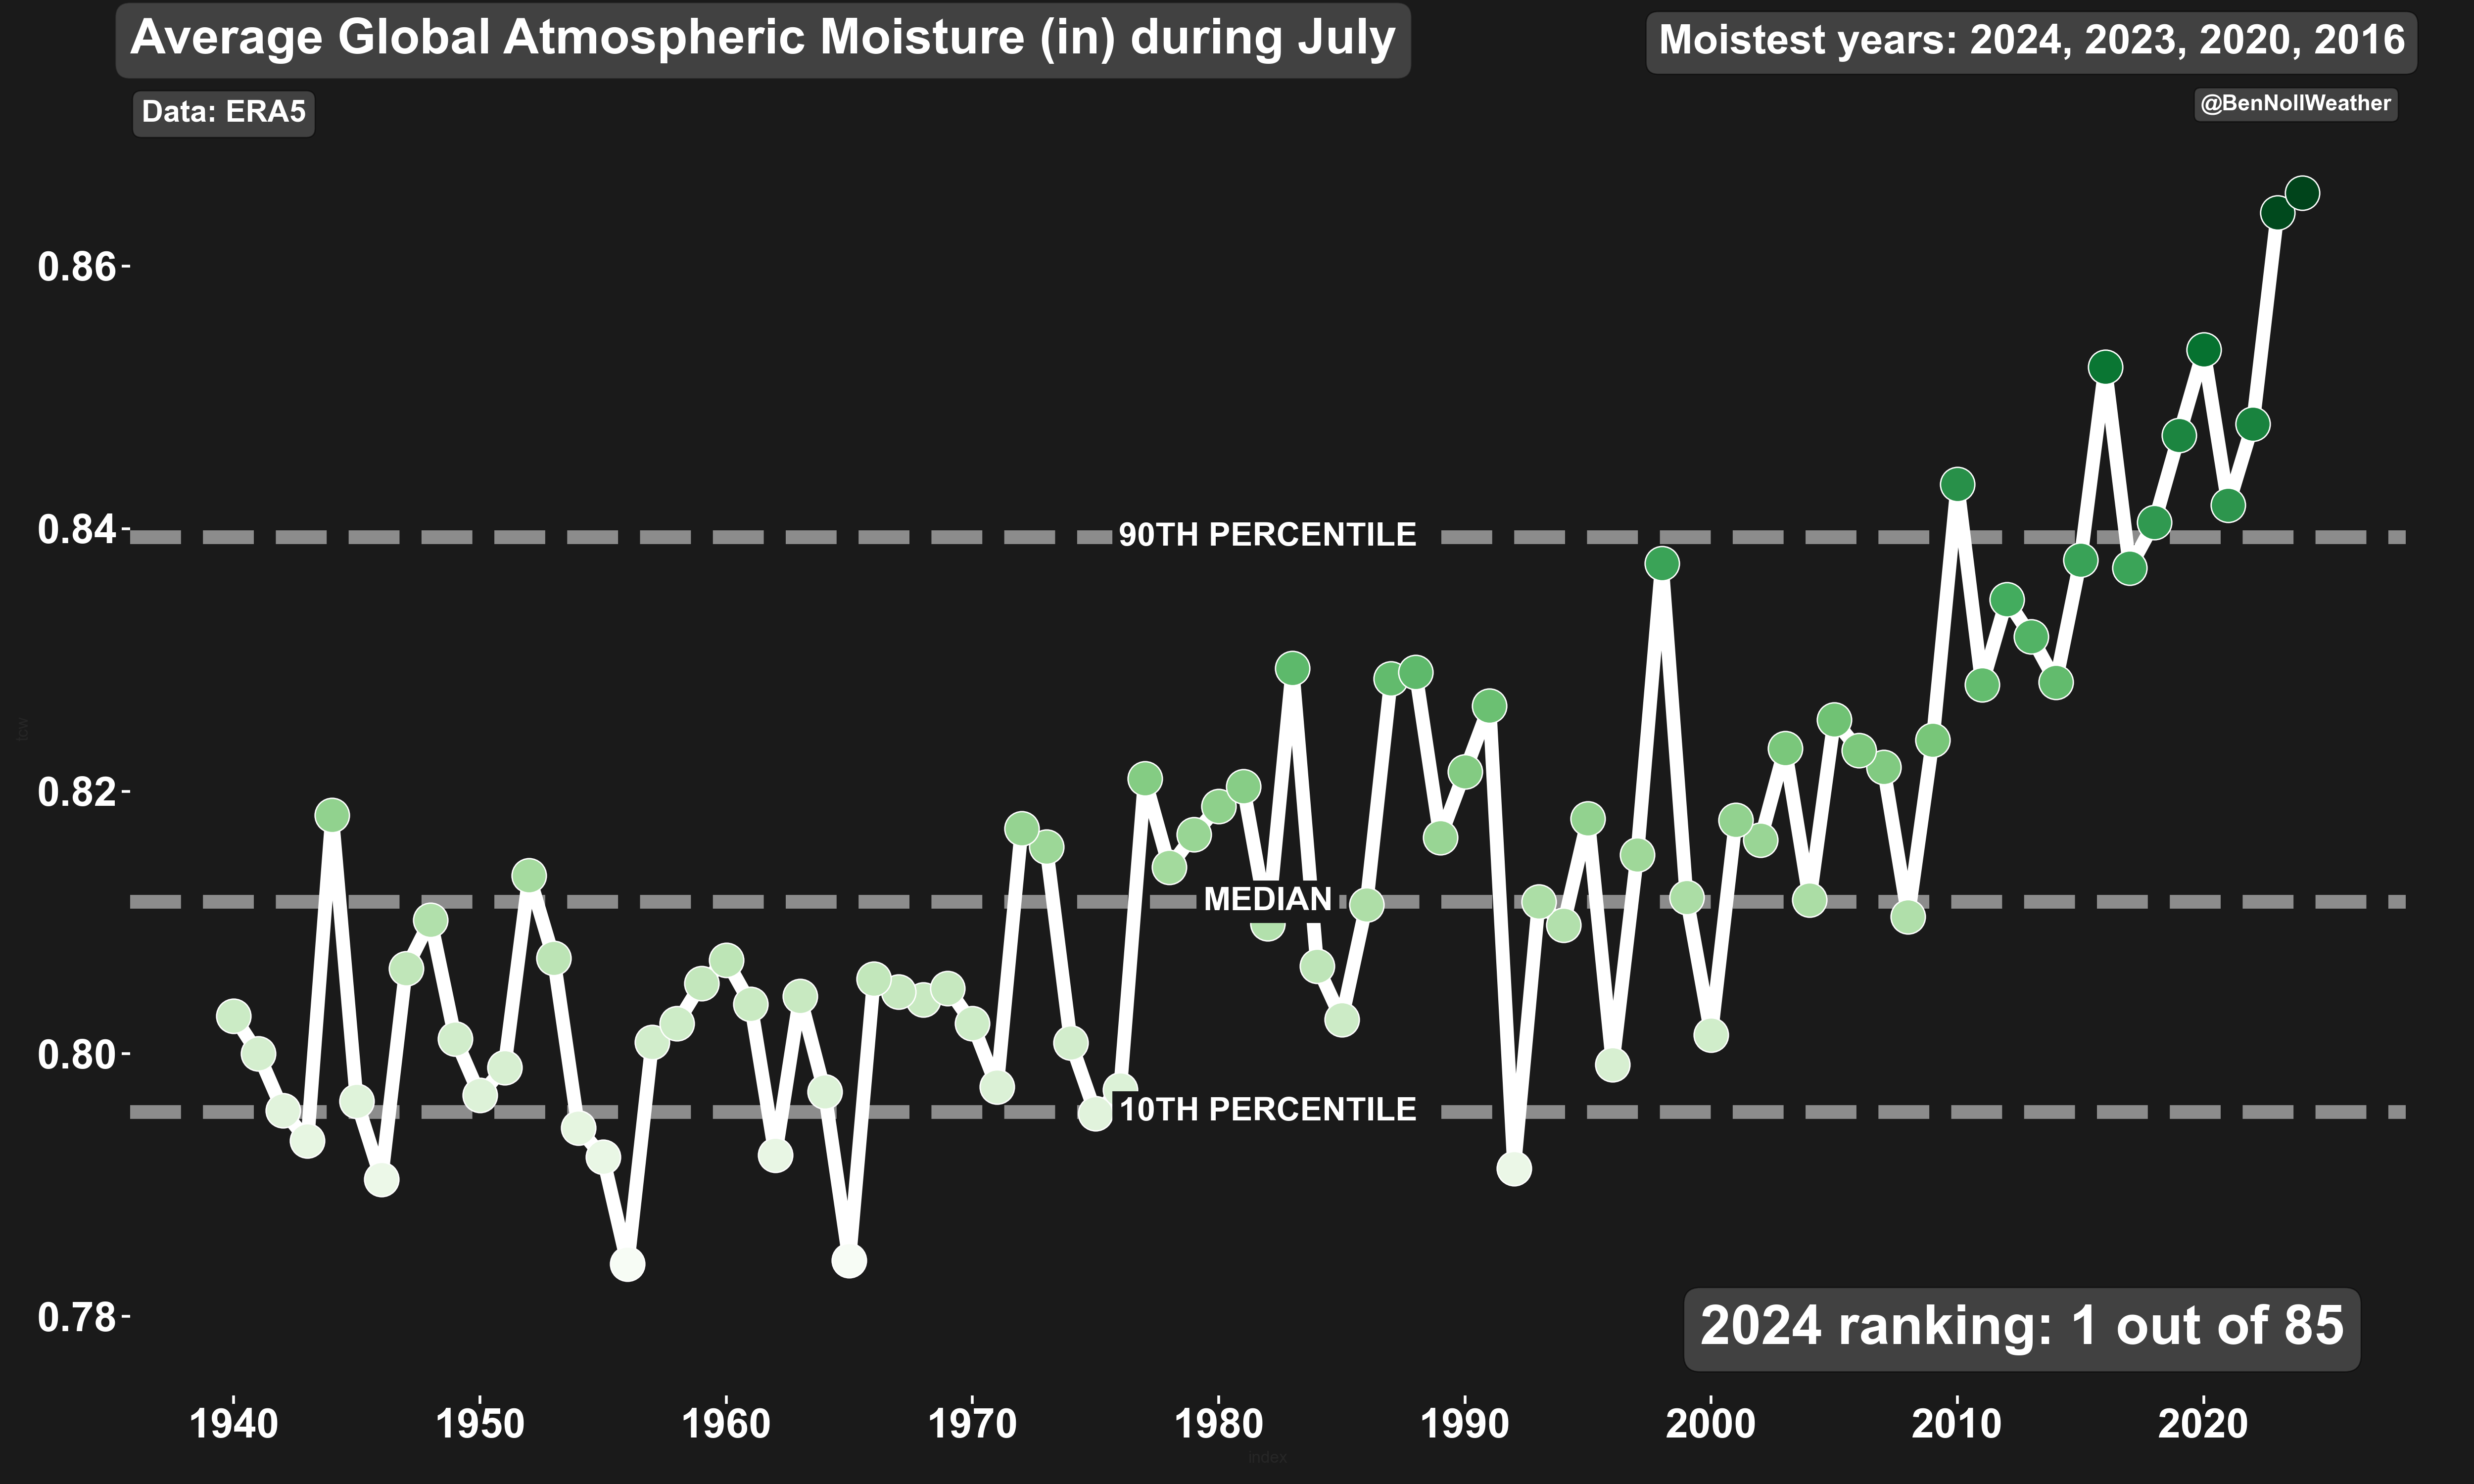 Average Global Atmospheric Moisture (in) during July
Moistest years: 2024, 2023, 2020, 2016
Data: ERA5
@BenNollWeather
0.86
0.84
90TH PERCENTILE
tcw
0.82
MEDIAN
0.80
10TH PERCENTILE
0.78
2024 ranking: 1 out of 85
1940 1950 1960 1970 1980 1990 2000 2010 2020
index